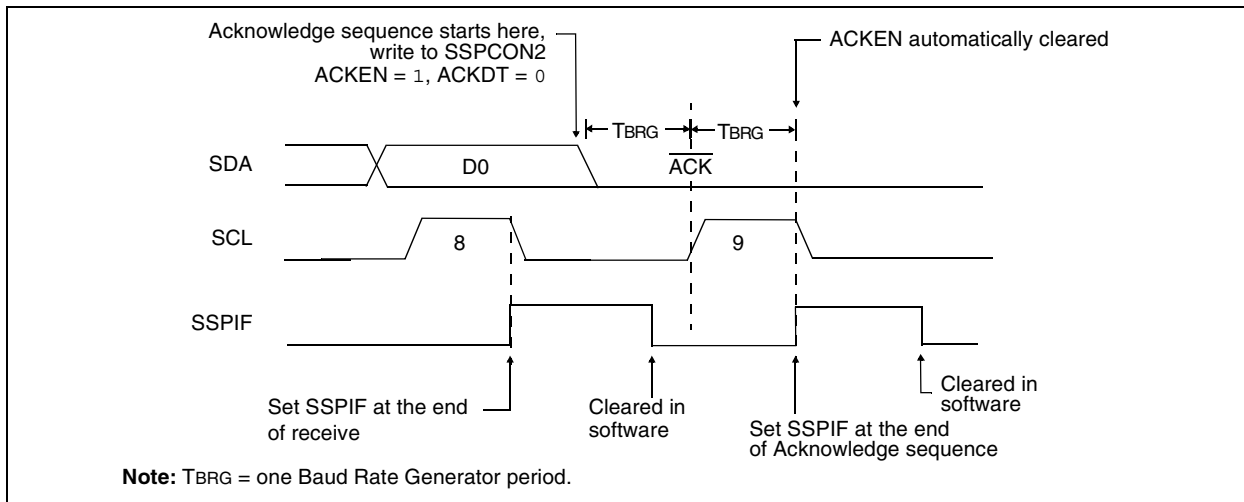 Acknowledge sequence starts here,
write to SSPCON2
ACKEN = 1, ACKDT = 0
ACKEN automatically cleared
TBRG
TBRG
SDA
D0
ACK
SCL
8
9
SSPIF
Set SSPIF at the end
of receive
Cleared in
software
Set SSPIF at the end
of Acknowledge sequence
Cleared in
software
Note: TBRG = one Baud Rate Generator period.